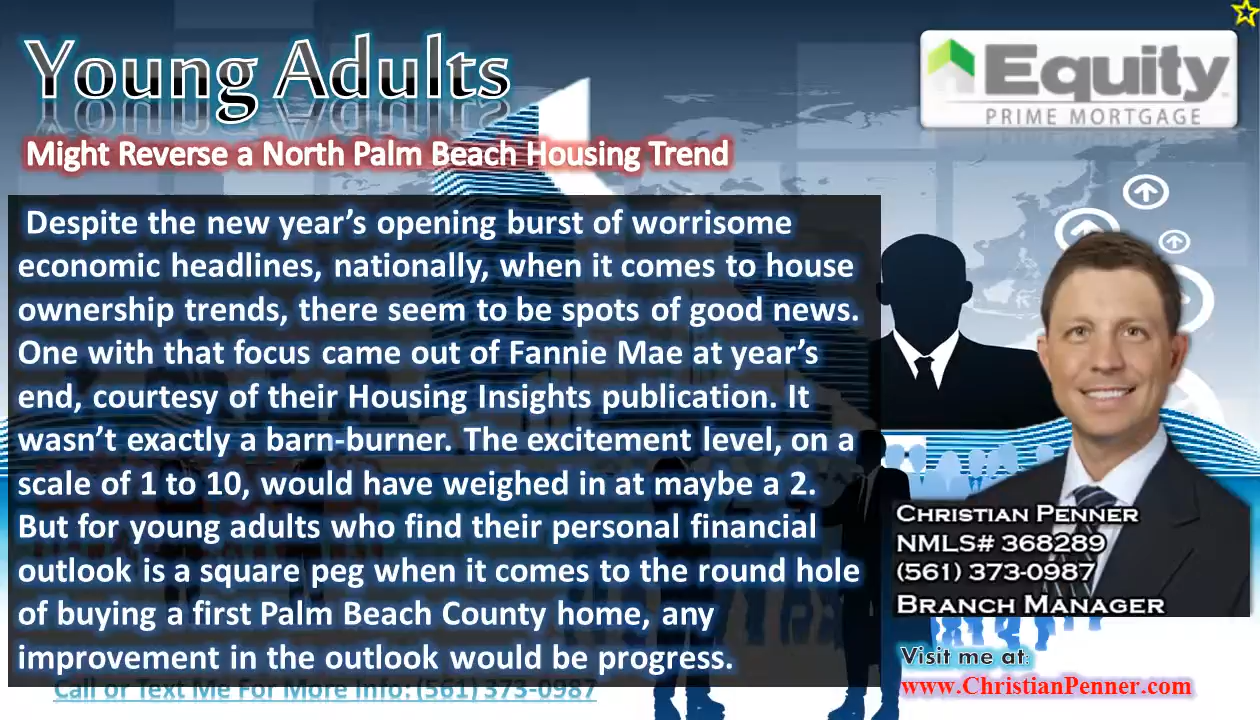 Young Adults
Equity
PRIME MORTGAGE
Might Reverse a North Palm Beach Housing Trend
Despite the new year’s opening burst of worrisome
economic headlines, nationally, when it comes to house
ownership trends, there seem to be spots of good news.
One with that focus came out of Fannie Mae at year’s
end, courtesy of their Housing Insights publication. It
wasn’t exactly a barn-burner. The excitement level, on a
scale of 1 to 10, would have weighed in at maybe a 2.
But for young adults who find their personal financial
outlook is a square peg when it comes to the round hole
of buying a first Palm Beach County home, any
improvement in the outlook would be progress.
Call or Text Me For More Info: (561) 373-0987
Christian Penner
NMLS# 368289
(561) 373-0987
Branch Manager
Visit me at:
www.ChristianPenner.com